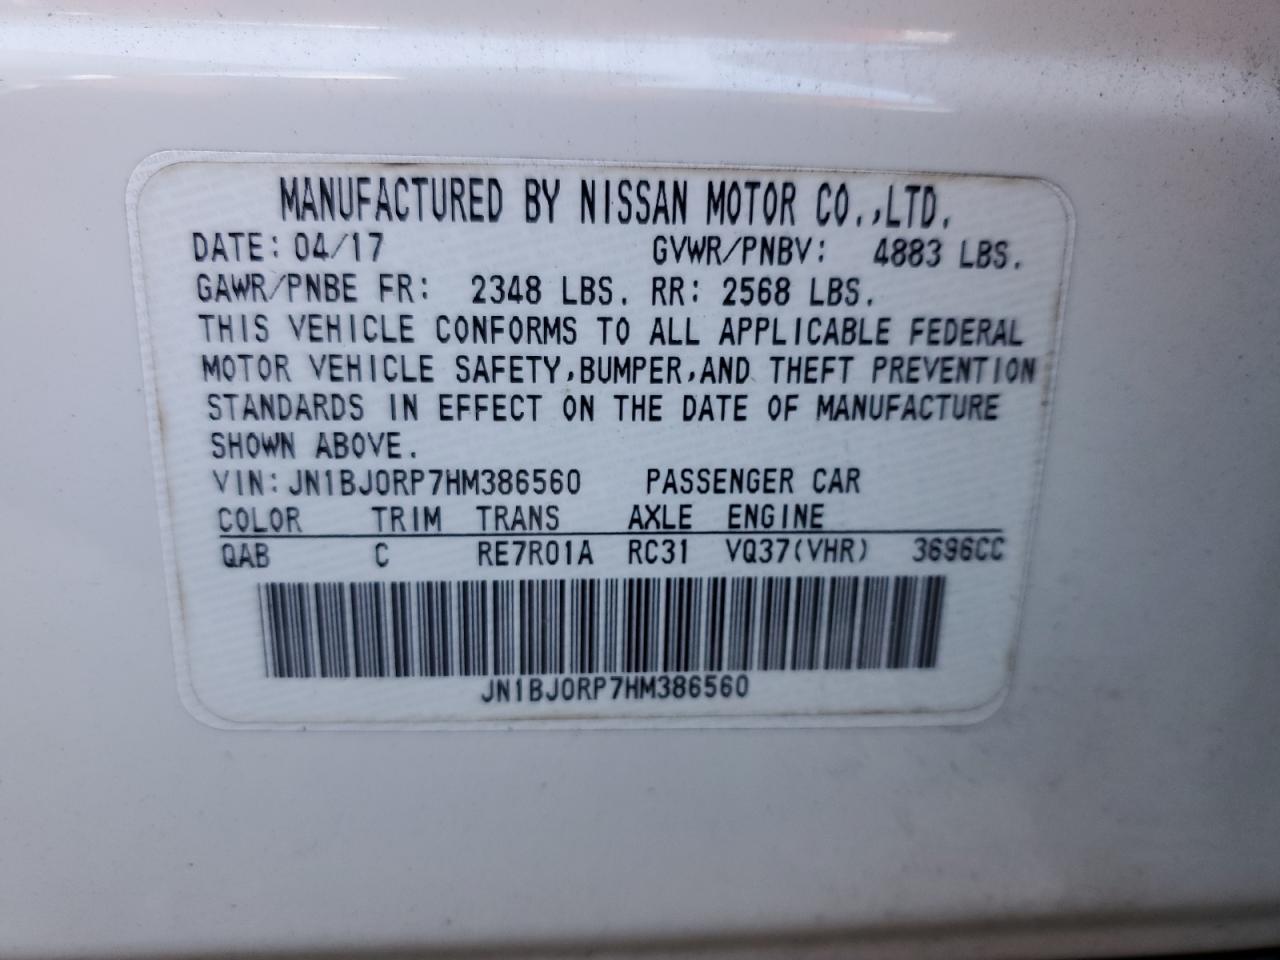 MANUFACTURED BY NISSAN MOTOR CO.,LTD.
DATE: 04/17 GVWR/PNBV: 4883 LBS.
GAWR/PNBE FR: 2348 LBS. RR: 2568 LBS.
THIS VEHICLE CONFORMS TO ALL APPLICABLE FEDERAL
MOTOR VEHICLE SAFETY,BUMPER,AND THEFT PREVENTION
STANDARDS IN EFFECT ON THE DATE OF MANUFACTURE
SHOWN ABOVE.
VIN: JN1BJ0RP7HM386560 PASSENGER CAR
COLOR TRIM TRANS AXLE ENGINE
QAB C RE7R01A RC31 VQ37(VHR) 3696CC
JN1BJ0RP7HM386560